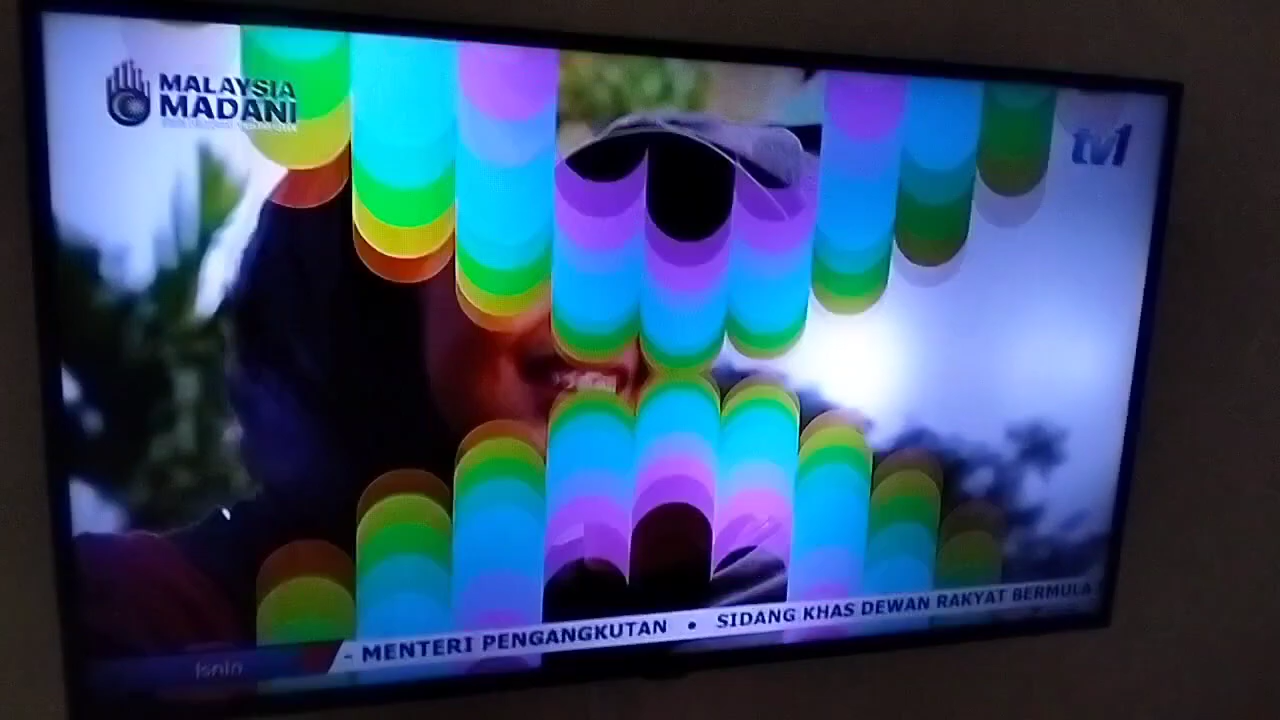 MALAYSIA
MADANI
tv1
- MENTERI PENGANGKUTAN • SIDANG KHAS DEWAN RAKYAT BERMULA
Isnin